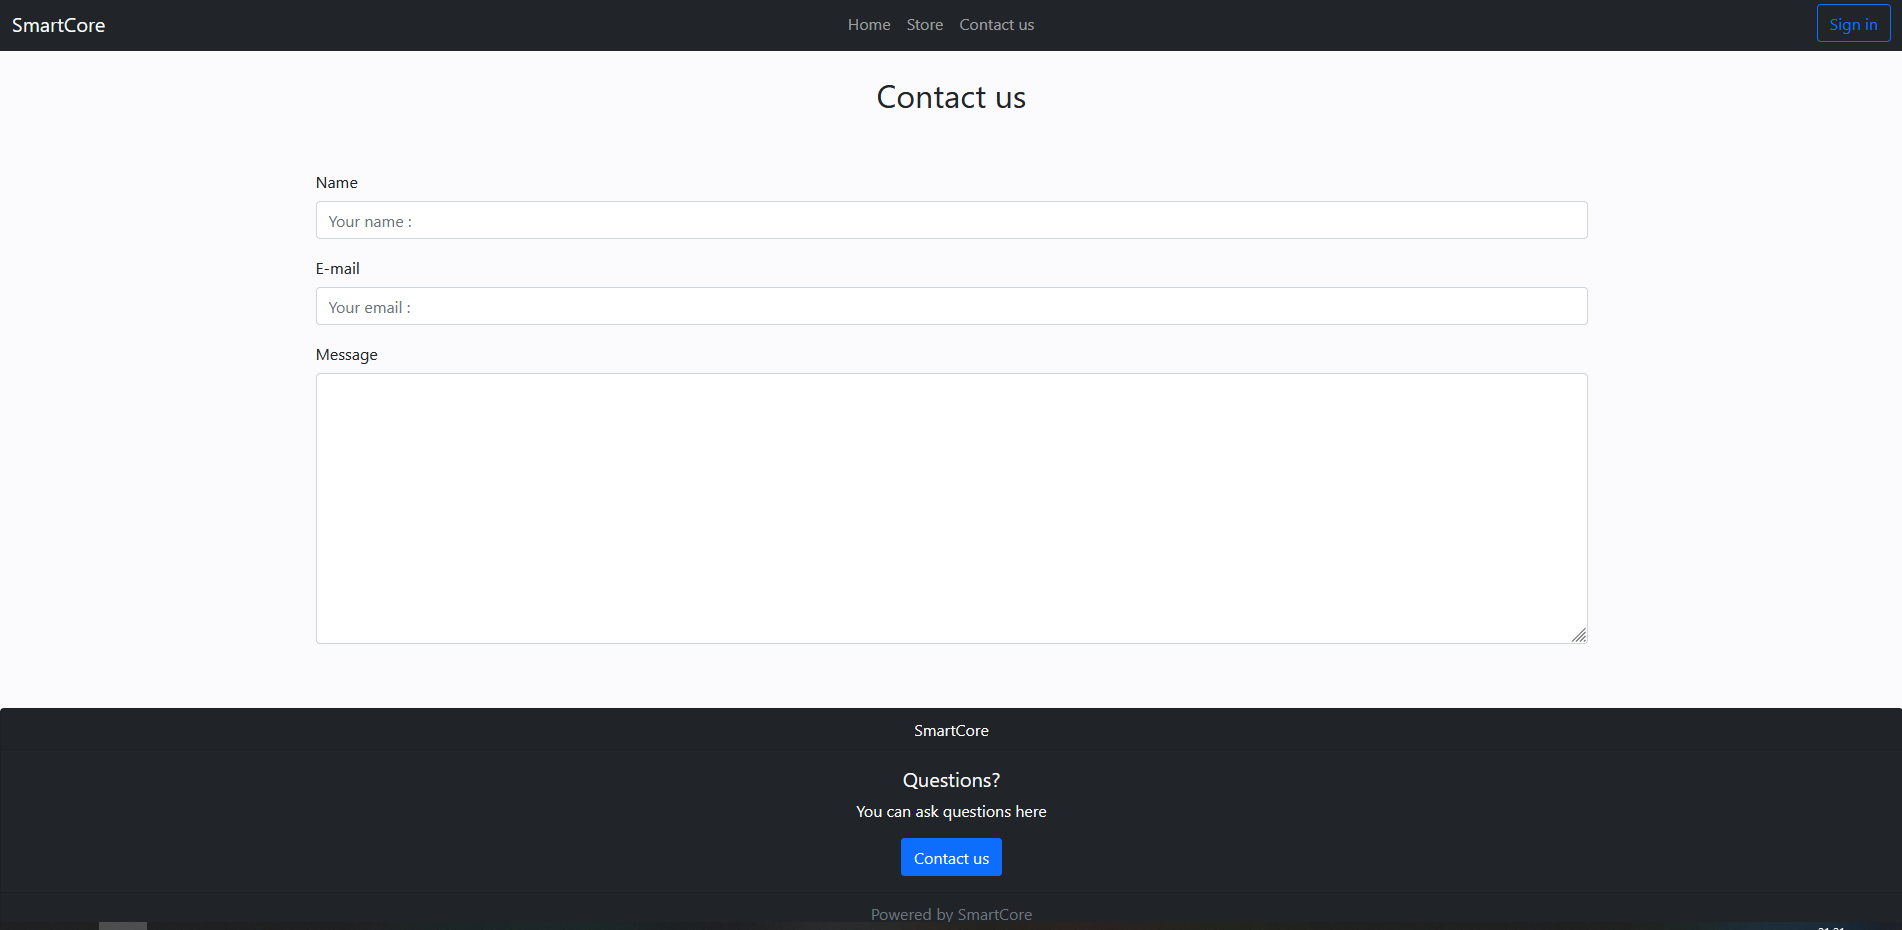 SmartCore Home Store Contact us Sign in
Contact us
Name
Your name :
E-mail
Your email :
Message
SmartCore
Questions?
You can ask questions here
Contact us
Powered by SmartCore